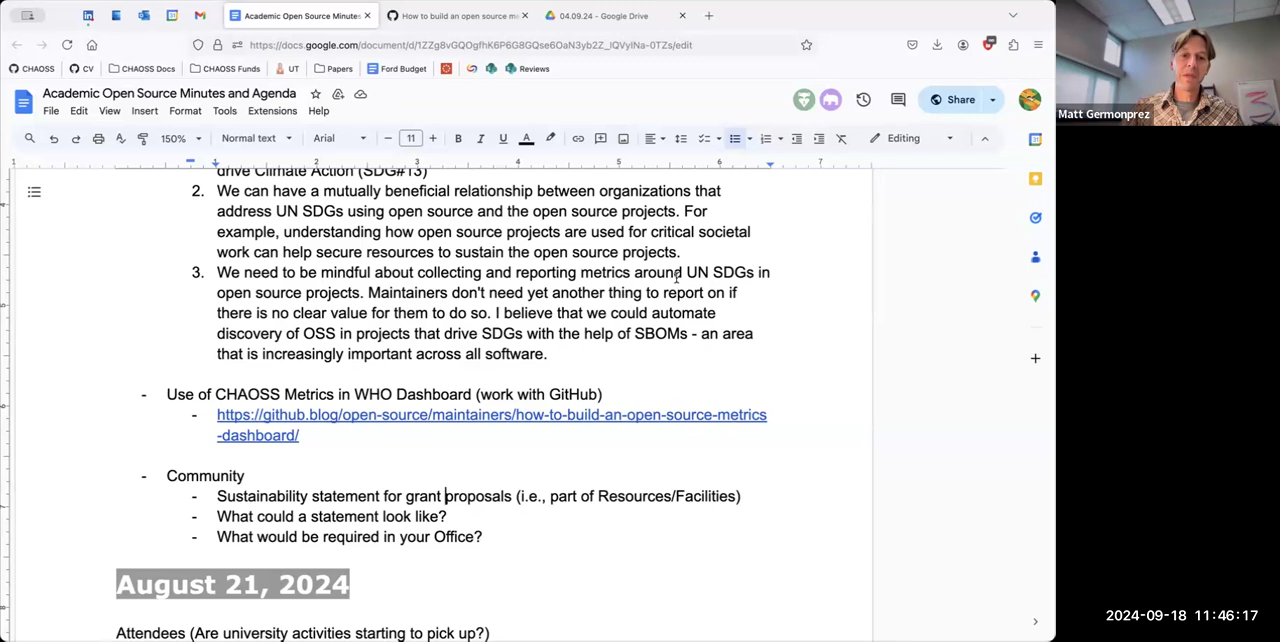 Academic Open Source Minutes
How to build an open source me
04.09.24 - Google Drive
https://docs.google.com/document/d/1ZZg8vGQOgfhK6P6G8GQse6OaN3yb2Z_IQVyINa-0TZs/edit
CHAOSS
CV
CHAOSS Docs
CHAOSS Funds
UT
Papers
Ford Budget
Reviews
Academic Open Source Minutes and Agenda
File Edit View Insert Format Tools Extensions Help
Share
150% Normal text Arial 11 B I U A Editing
1 1 2 3 4 5 6 7
drive Climate Action (SDG#13)
2. We can have a mutually beneficial relationship between organizations that
address UN SDGs using open source and the open source projects. For
example, understanding how open source projects are used for critical societal
work can help secure resources to sustain the open source projects.
3. We need to be mindful about collecting and reporting metrics around UN SDGs in
open source projects. Maintainers don't need yet another thing to report on if
there is no clear value for them to do so. I believe that we could automate
discovery of OSS in projects that drive SDGs with the help of SBOMs - an area
that is increasingly important across all software.
- Use of CHAOSS Metrics in WHO Dashboard (work with GitHub)
- https://github.blog/open-source/maintainers/how-to-build-an-open-source-metrics
-dashboard/
- Community
- Sustainability statement for grant proposals (i.e., part of Resources/Facilities)
- What could a statement look like?
- What would be required in your Office?
August 21, 2024
Attendees (Are university activities starting to pick up?)
Matt Germonprez
2024-09-18 11:46:17